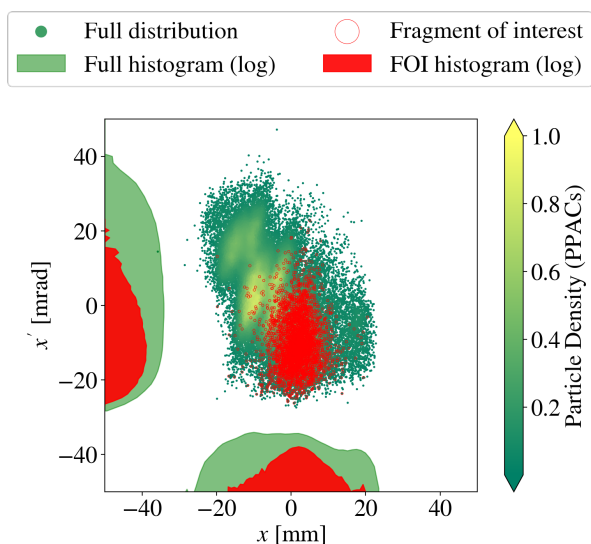 Full distribution
Fragment of interest
Full histogram (log)
FOI histogram (log)
40
20
0
−20
−40
x′ [mrad]
−40
−20
0
20
40
x [mm]
1.0
0.8
0.6
0.4
0.2
Particle Density (PPACs)